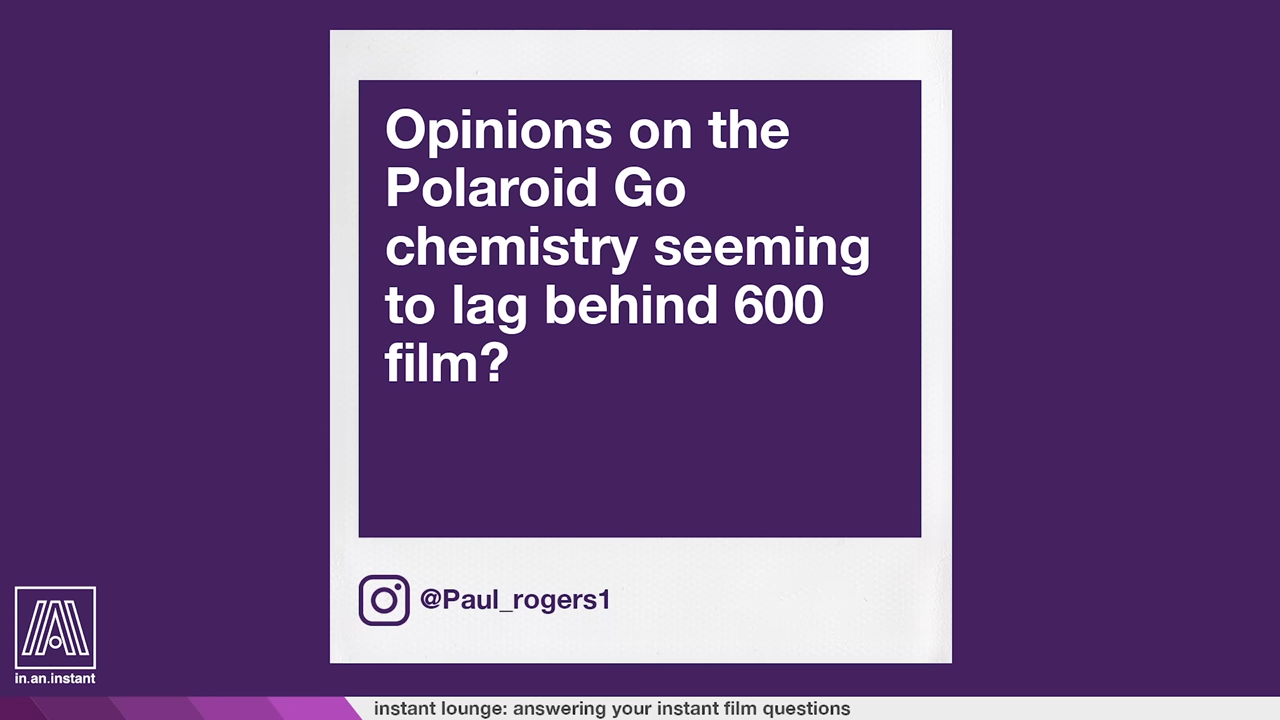 Opinions on the
Polaroid Go
chemistry seeming
to lag behind 600
film?
@Paul_rogers1
in.an.instant
instant lounge: answering your instant film questions